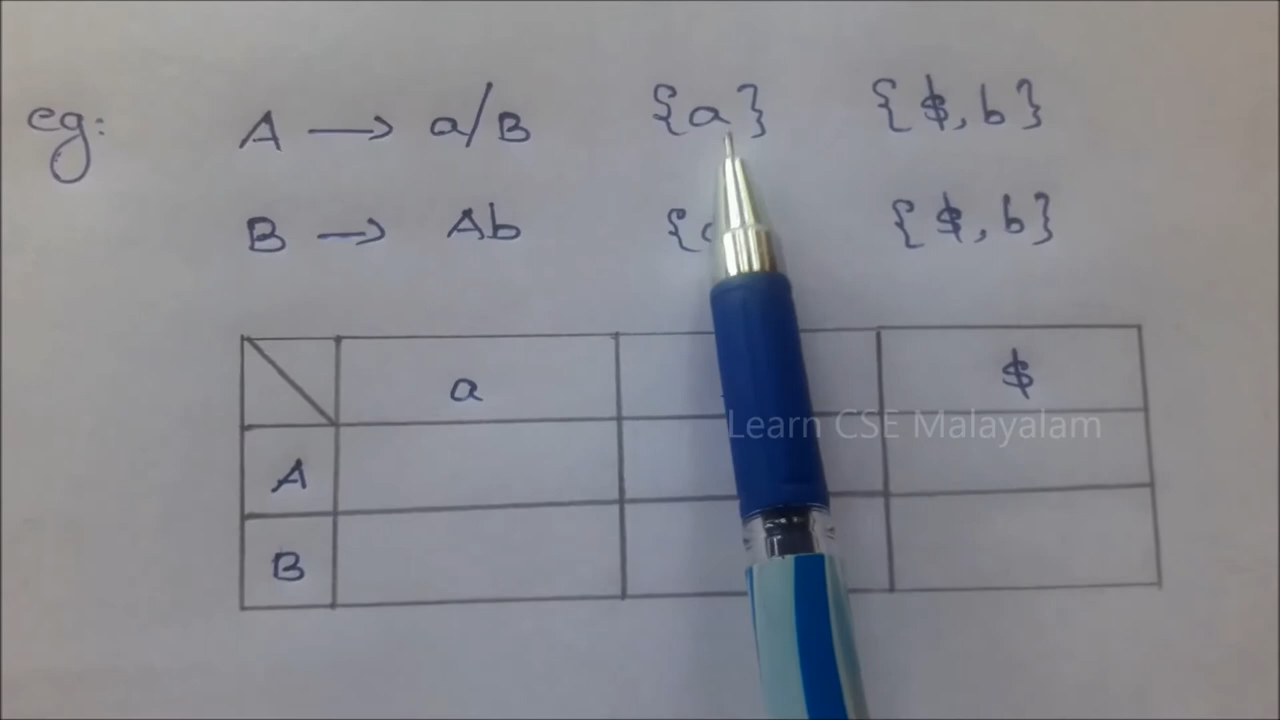 eg: A → a/B {a} {$, b}
B → Ab { {$, b}
a $
Learn CSE Malayalam
A
B